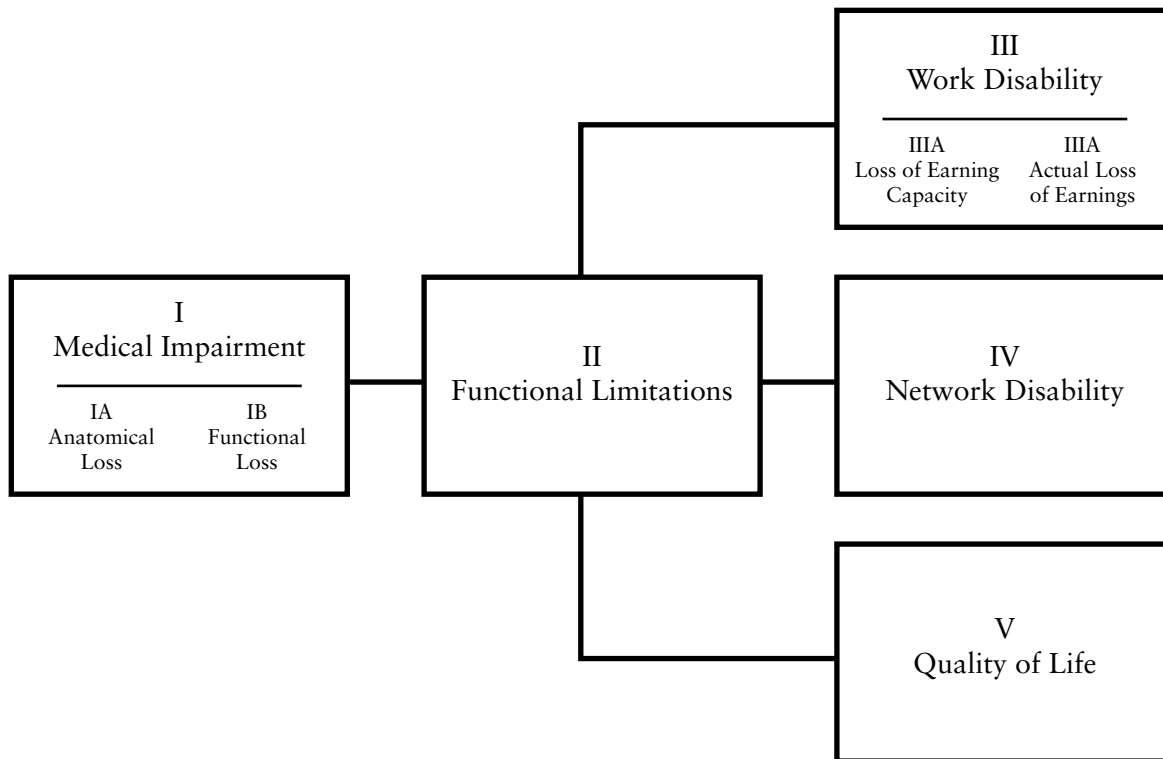 III
Work Disability
IIIA
Loss of Earning
Capacity
IIIA
Actual Loss
of Earnings
I
Medical Impairment
IA
Anatomical
Loss
IB
Functional
Loss
II
Functional Limitations
IV
Network Disability
V
Quality of Life